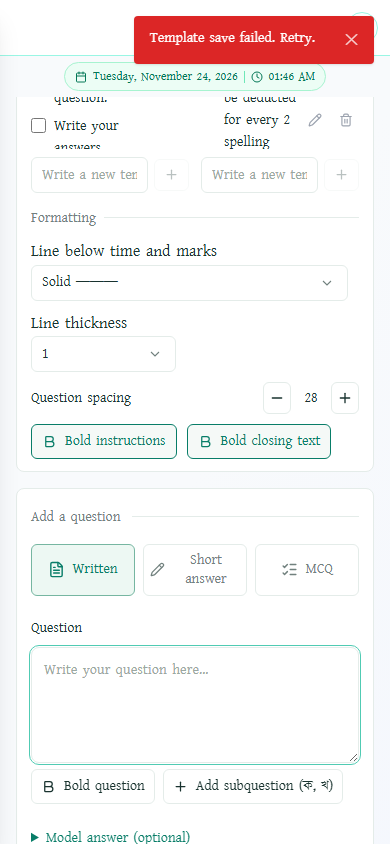 Template save failed. Retry.
Tuesday, November 24, 2026 | 01:46 AM
question.
Write your
answers
be deducted
for every 2
spelling
Write a new ten
Write a new ten
Formatting
Line below time and marks
Solid ———
Line thickness
1
Question spacing
28
Bold instructions
Bold closing text
Add a question
Written
Short
answer
MCQ
Question
Write your question here...
Bold question
Add subquestion (ক, খ)
Model answer (optional)